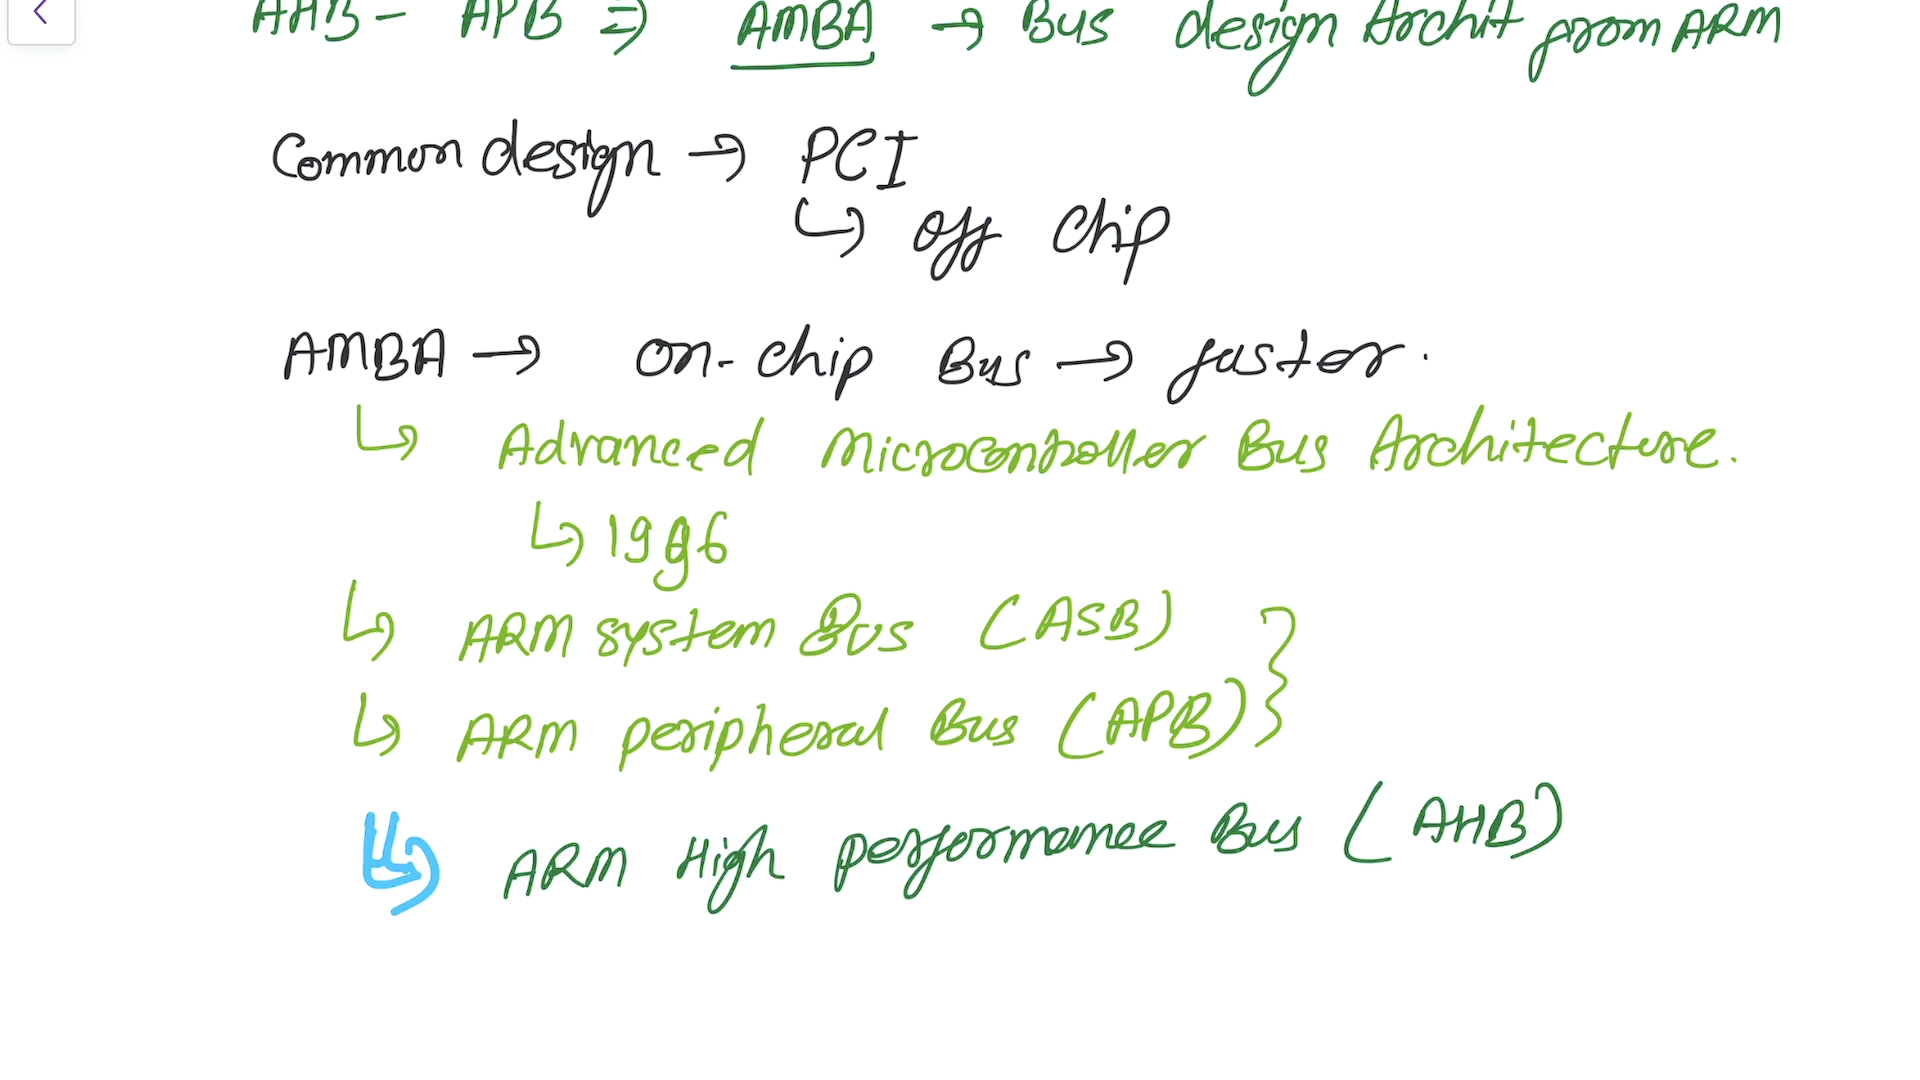 AHB - APB ⇒ AMBA → Bus design Archit from ARM
Common design → PCI
↳ off chip
AMBA → on-chip Bus → faster.
↳ Advanced Microcontroller Bus Architecture.
↳ 1996
↳ ARM system Bus (ASB)
↳ ARM peripheral Bus (APB) }
↳ ARM High performance Bus (AHB)